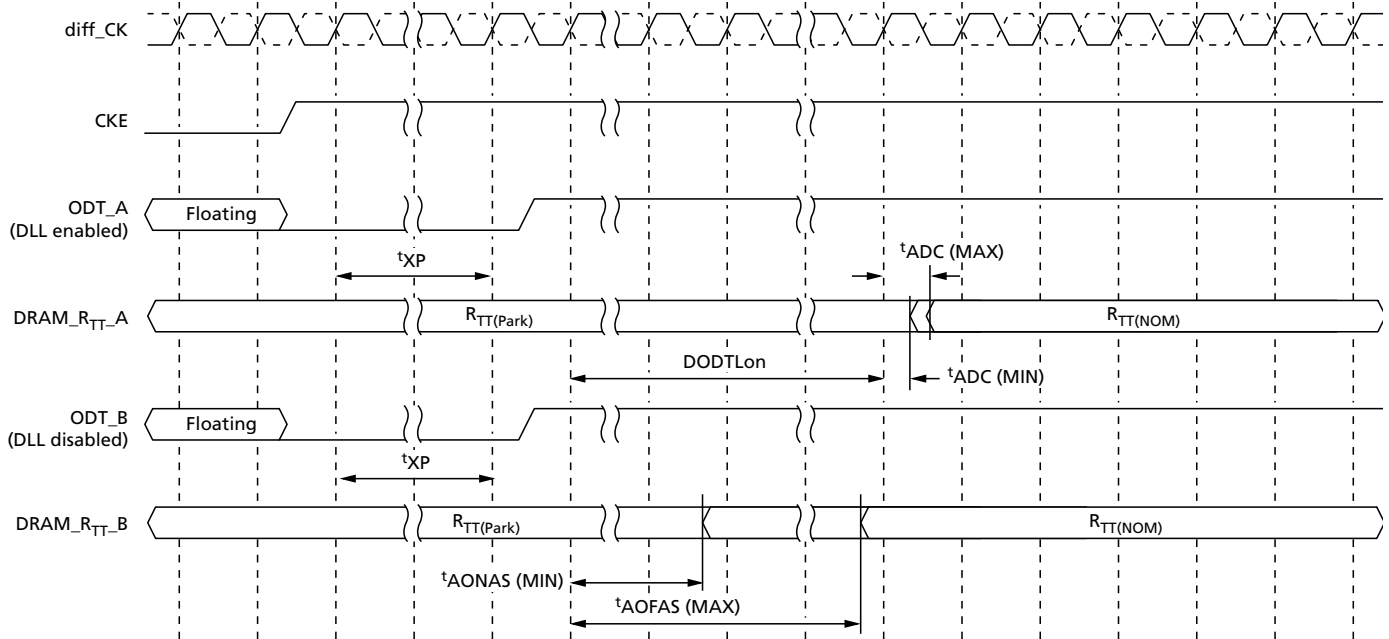 diff_CK
CKE
ODT_A
(DLL enabled)
Floating
tXP
tADC (MAX)
DRAM_RTT_A
RTT(Park)
RTT(NOM)
DODTLon
tADC (MIN)
ODT_B
(DLL disabled)
Floating
tXP
DRAM_RTT_B
RTT(Park)
RTT(NOM)
tAONAS (MIN)
tAOFAS (MAX)